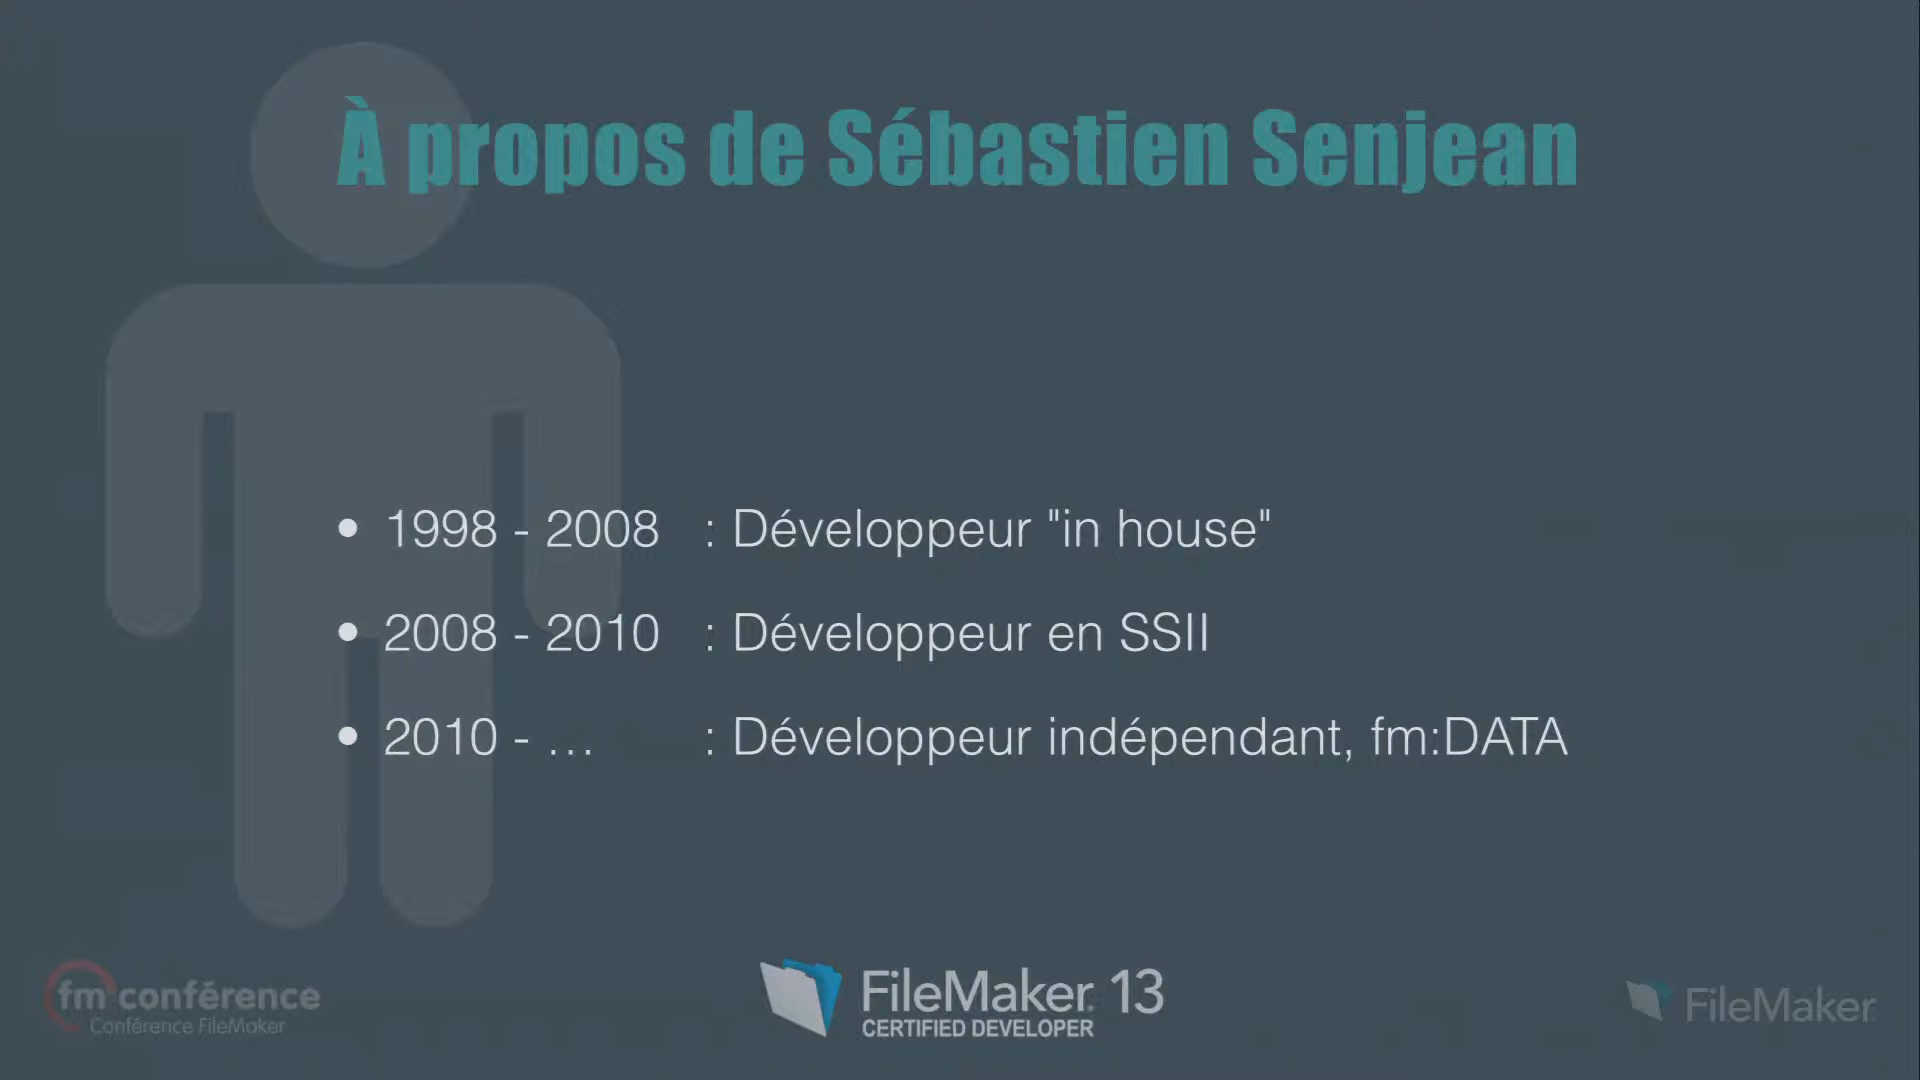 À propos de Sébastien Senjean
• 1998 - 2008 : Développeur "in house"
• 2008 - 2010 : Développeur en SSII
• 2010 - … : Développeur indépendant, fm:DATA
fm conférence
Conférence FileMaker
FileMaker 13
CERTIFIED DEVELOPER
FileMaker